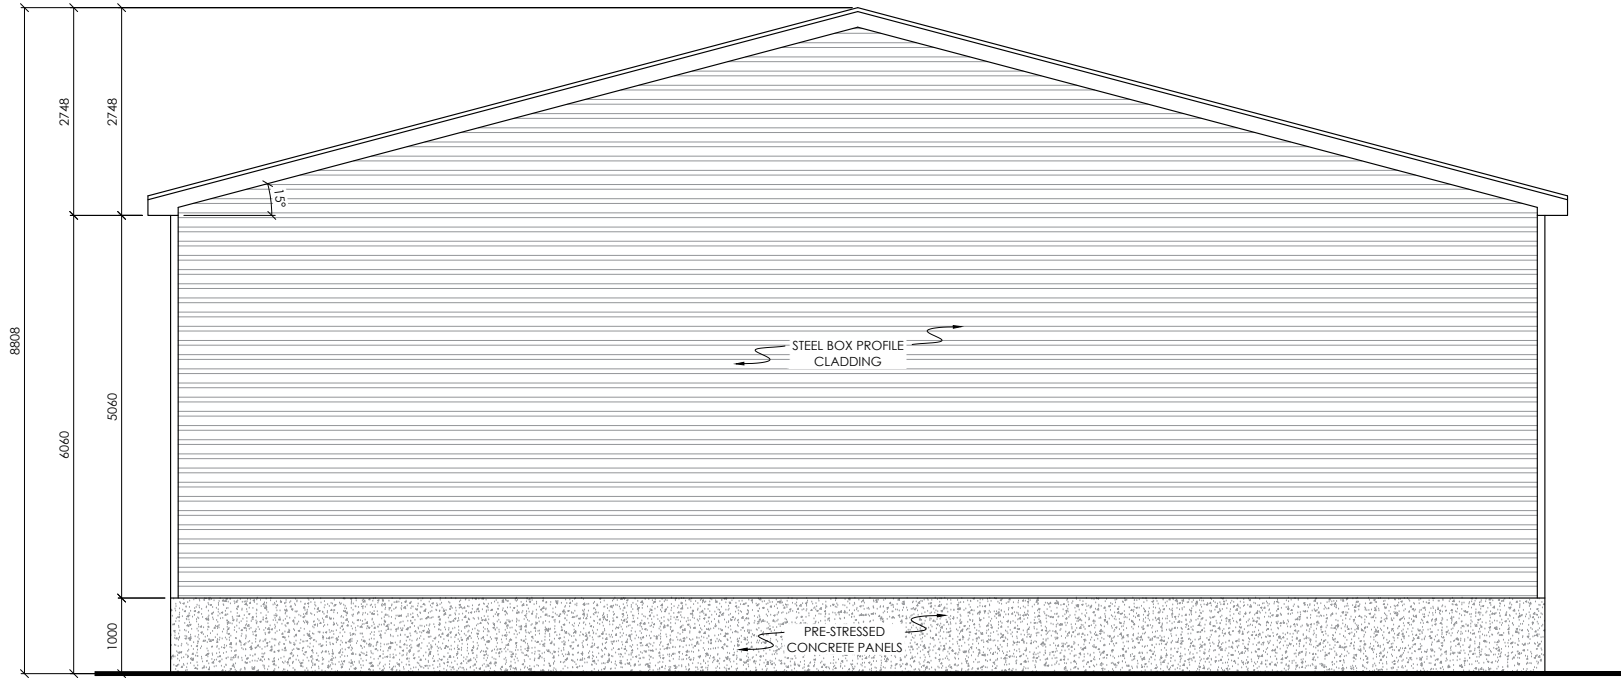 2748
2748
15°
8808
STEEL BOX PROFILE
CLADDING
5060
6060
1000
PRE-STRESSED
CONCRETE PANELS